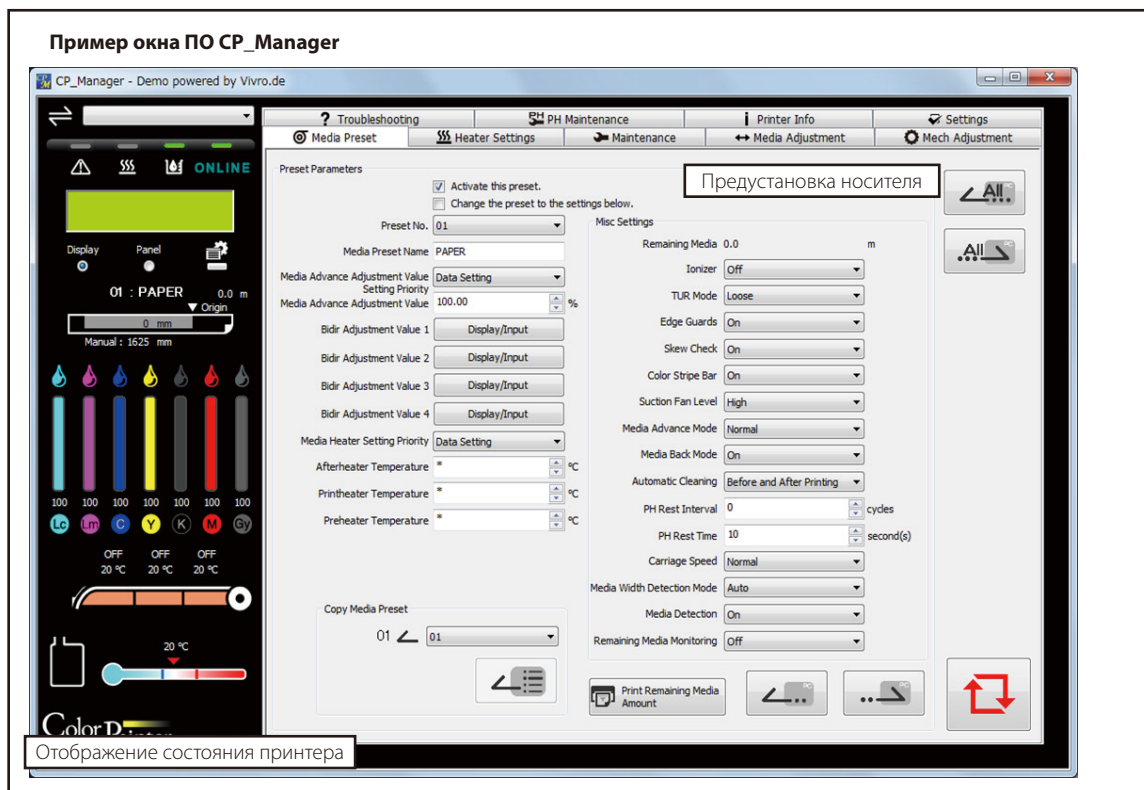 Пример окна ПО CP_Manager
CP_Manager - Demo powered by Vivro.de
? Troubleshooting
PH PH Maintenance
i Printer Info
Settings
Media Preset
Heater Settings
Maintenance
Media Adjustment
Mech Adjustment
ONLINE
Display
Panel
01 : PAPER 0.0 m
Origin
0 mm
Manual : 1625 mm
100 100 100 100 100 100 100
Lc Lm C Y K M Gy
OFF OFF OFF
20 °C 20 °C 20 °C
20 °C
Color Painter
Отображение состояния принтера
Preset Parameters
Activate this preset.
Change the preset to the settings below.
Предустановка носителя
Preset No. 01
Media Preset Name PAPER
Media Advance Adjustment Value Setting Priority Data Setting
Media Advance Adjustment Value 100.00 %
Bidir Adjustment Value 1 Display/Input
Bidir Adjustment Value 2 Display/Input
Bidir Adjustment Value 3 Display/Input
Bidir Adjustment Value 4 Display/Input
Media Heater Setting Priority Data Setting
Afterheater Temperature * °C
Printheater Temperature * °C
Preheater Temperature * °C
Copy Media Preset
01 01
Misc Settings
Remaining Media 0.0 m
Ionizer Off
TUR Mode Loose
Edge Guards On
Skew Check On
Color Stripe Bar On
Suction Fan Level High
Media Advance Mode Normal
Media Back Mode On
Automatic Cleaning Before and After Printing
PH Rest Interval 0 cycles
PH Rest Time 10 second(s)
Carriage Speed Normal
Media Width Detection Mode Auto
Media Detection On
Remaining Media Monitoring Off
Print Remaining Media
Amount
PC
PC
All PC
All PC